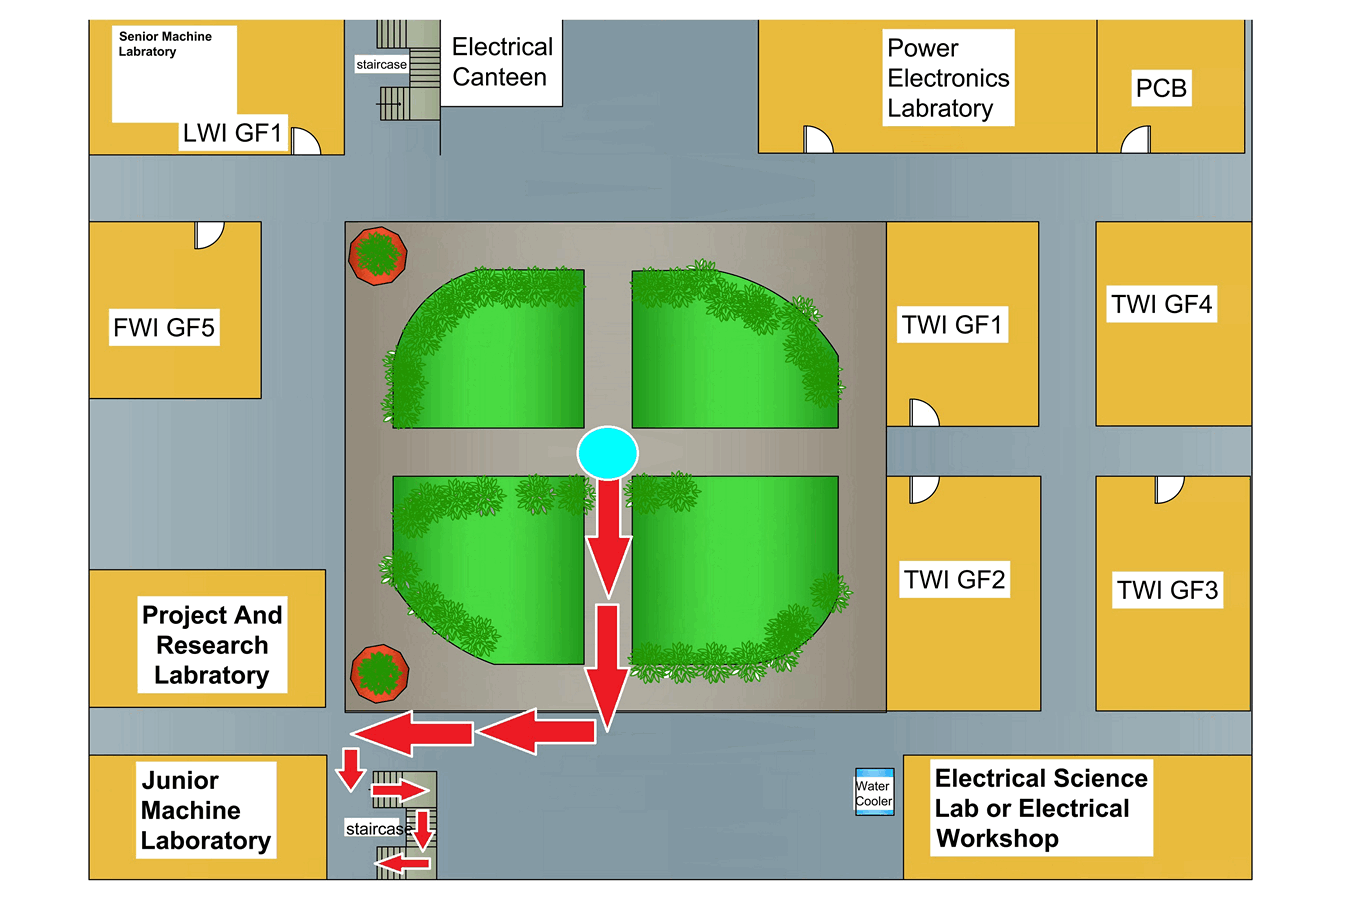 Senior Machine
Labratory
LWI GF1
staircase
Electrical
Canteen
Power
Electronics
Labratory
PCB
FWI GF5
TWI GF1
TWI GF4
TWI GF2
TWI GF3
Project And
Research
Labratory
Junior
Machine
Laboratory
staircase
Water
Cooler
Electrical Science
Lab or Electrical
Workshop